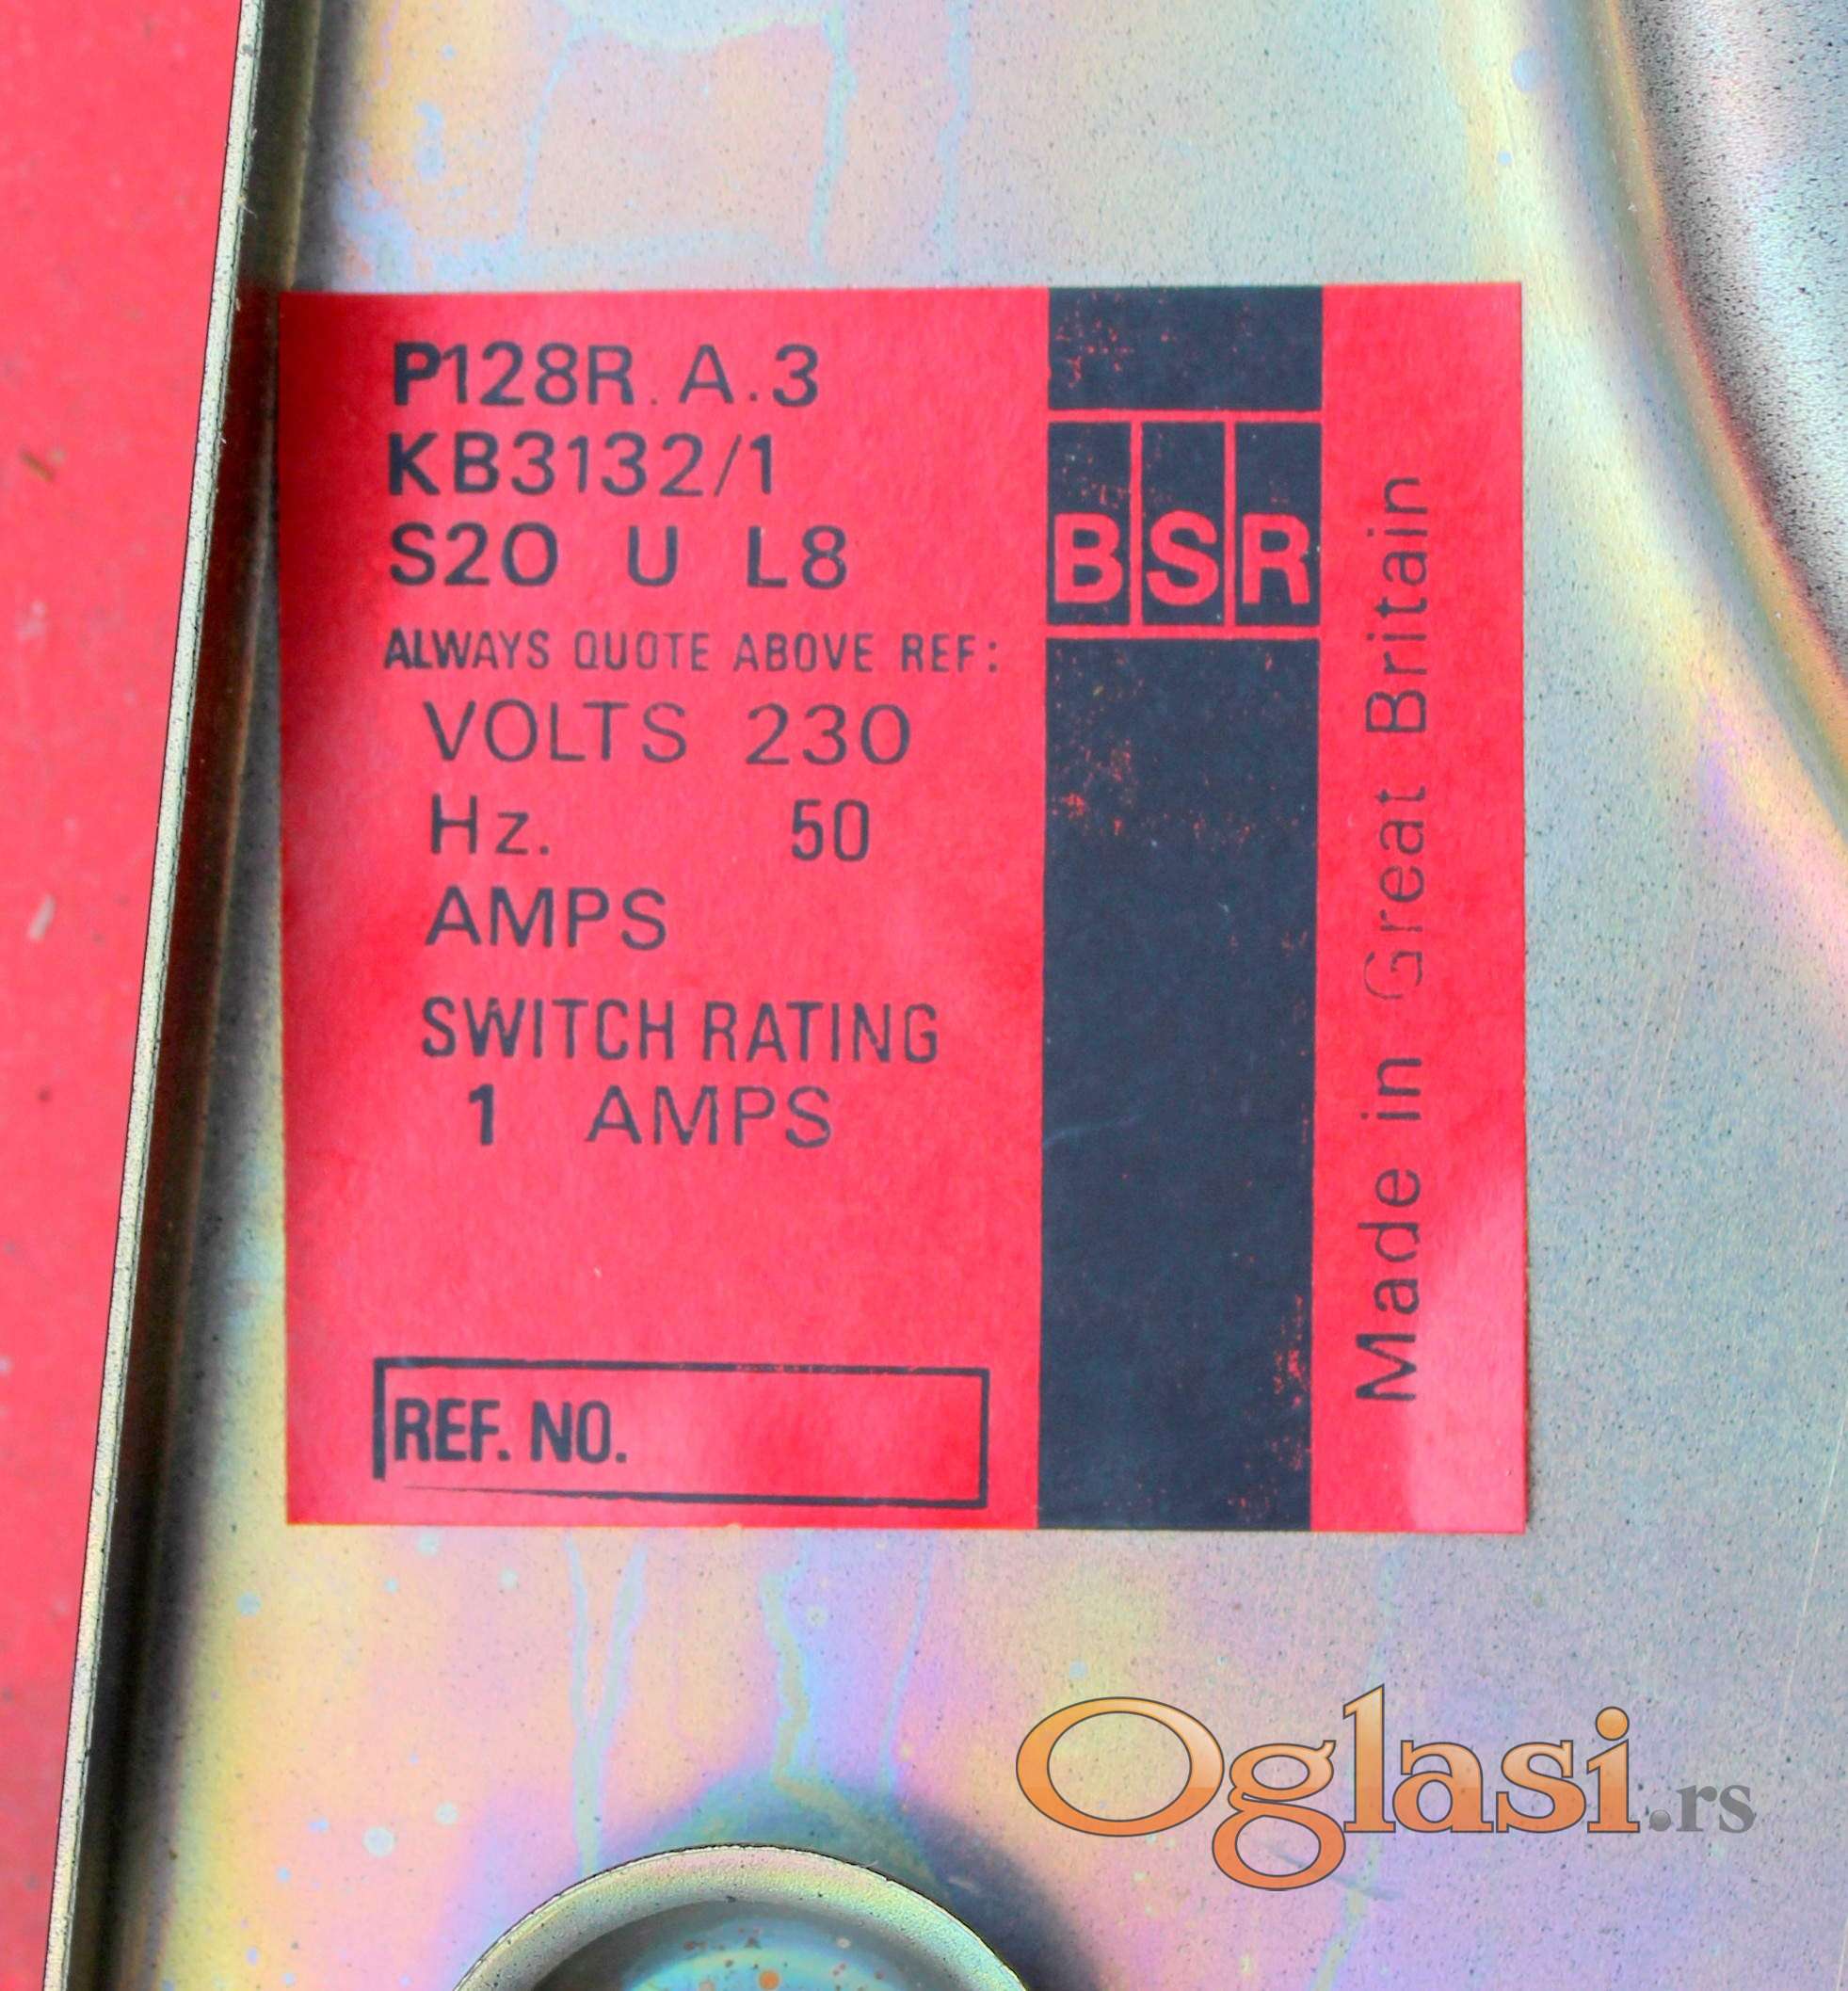 P128R. A.3
KB3132/1
S20 U L8
ALWAYS QUOTE ABOVE REF:
VOLTS 230
Hz. 50
AMPS
SWITCH RATING
1 AMPS
REF. NO.
BSR
Made in Great Britain
Oglasi.rs